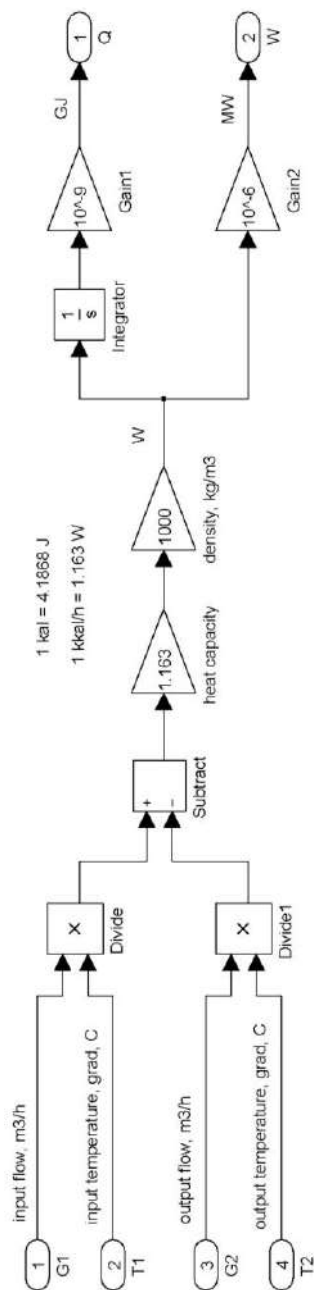 1
G1
input flow, m3/h
2
T1
input temperature, grad, C
×
Divide
3
G2
output flow, m3/h
4
T2
output temperature, grad, C
×
Divide1
+
−
Subtract
1 kal = 4.1868 J
1 kkal/h = 1.163 W
1.163
heat capacity
1000
density, kg/m3
W
1
s
Integrator
10^-9
Gain1
GJ
1
Q
10^-6
Gain2
MW
2
W